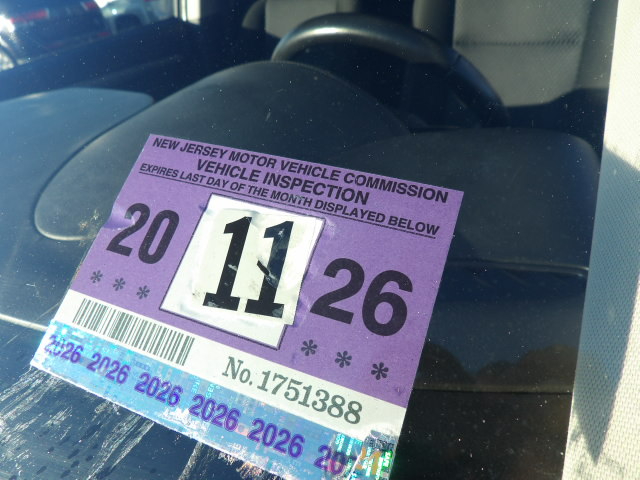 NEW JERSEY MOTOR VEHICLE COMMISSION
VEHICLE INSPECTION
EXPIRES LAST DAY OF THE MONTH DISPLAYED BELOW
20 11 26
*** ***
No. 1751388
2026 2026 2026 2026 2026